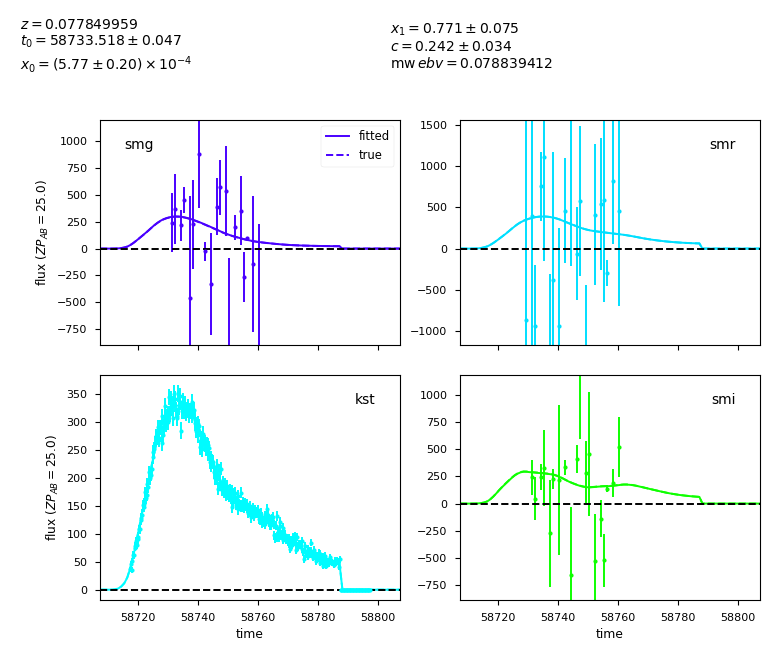 z = 0.077849959
t₀ = 58733.518 ± 0.047
x₀ = (5.77 ± 0.20) × 10⁻⁴
x₁ = 0.771 ± 0.075
c = 0.242 ± 0.034
mw ebv = 0.078839412
smg
fitted
true
1000
750
500
250
0
−250
−500
−750
flux (ZP_AB = 25.0)
smr
1500
1000
500
0
−500
−1000
kst
350
300
250
200
150
100
50
0
flux (ZP_AB = 25.0)
58720 58740 58760 58780 58800
time
smi
1000
750
500
250
0
−250
−500
−750
58720 58740 58760 58780 58800
time